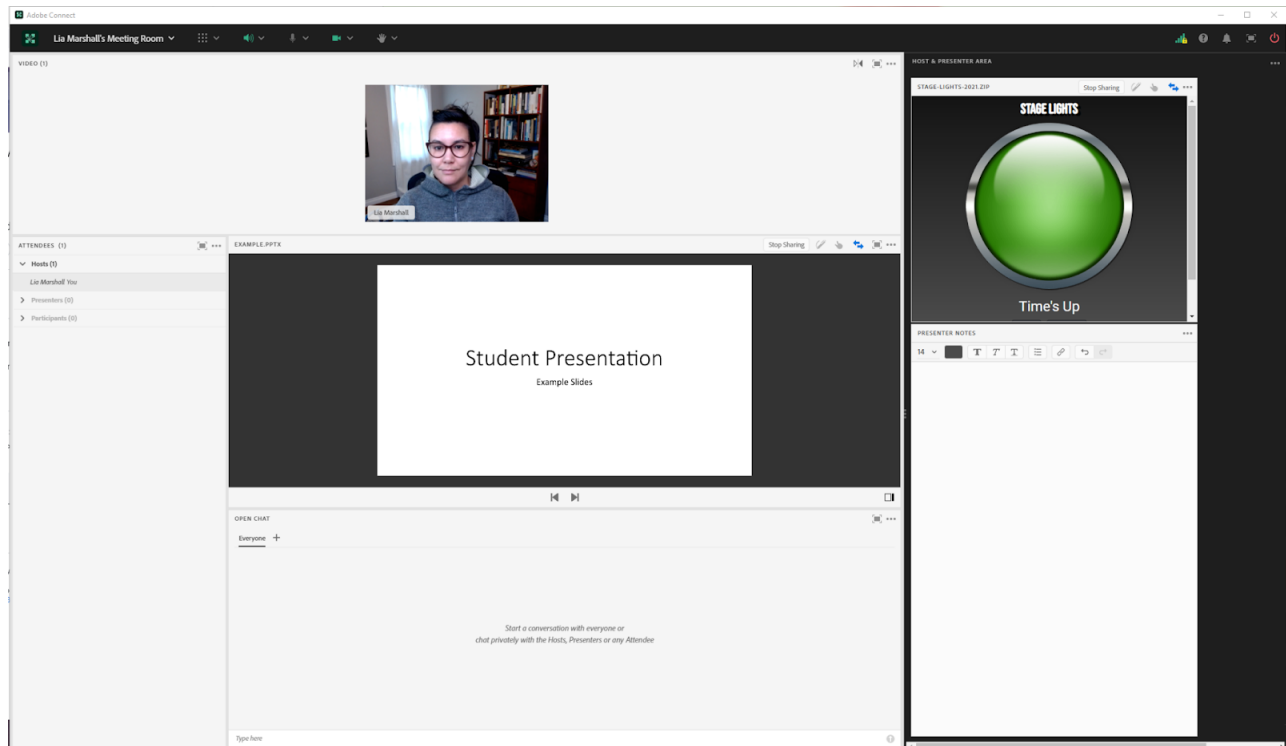 Adobe Connect
Lia Marshall's Meeting Room
VIDEO (1)
Lia Marshall
ATTENDEES (1)
Hosts (1)
Lia Marshall You
Presenters (0)
Participants (0)
EXAMPLE.PPTX
Stop Sharing
Student Presentation
Example Slides
OPEN CHAT
Everyone
Start a conversation with everyone or
chat privately with the Hosts, Presenters or any Attendee
Type here
HOST & PRESENTER AREA
STAGE-LIGHTS-2021.ZIP
Stop Sharing
STAGE LIGHTS
Time's Up
PRESENTER NOTES
14
T T T